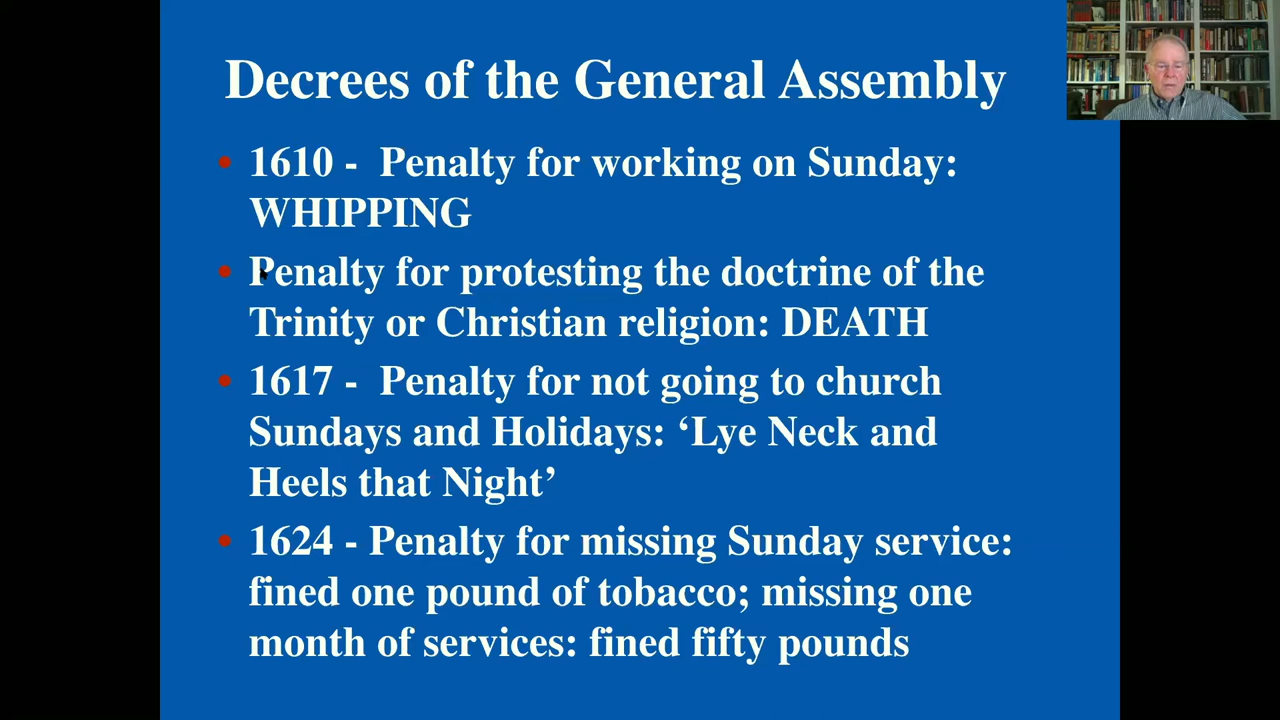 Decrees of the General Assembly
• 1610 - Penalty for working on Sunday:
WHIPPING
• Penalty for protesting the doctrine of the
Trinity or Christian religion: DEATH
• 1617 - Penalty for not going to church
Sundays and Holidays: ‘Lye Neck and
Heels that Night’
• 1624 - Penalty for missing Sunday service:
fined one pound of tobacco; missing one
month of services: fined fifty pounds